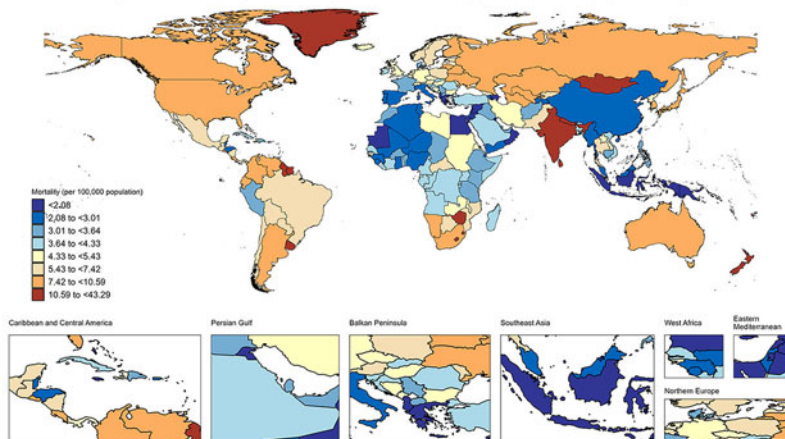 Mortality (per 100,000 population)
<2.08
2.08 to <3.01
3.01 to <3.64
3.64 to <4.33
4.33 to <5.43
5.43 to <7.42
7.42 to <10.59
10.59 to <43.29
Caribbean and Central America
Persian Gulf
Balkan Peninsula
Southeast Asia
West Africa
Eastern
Mediterranean
Northern Europe